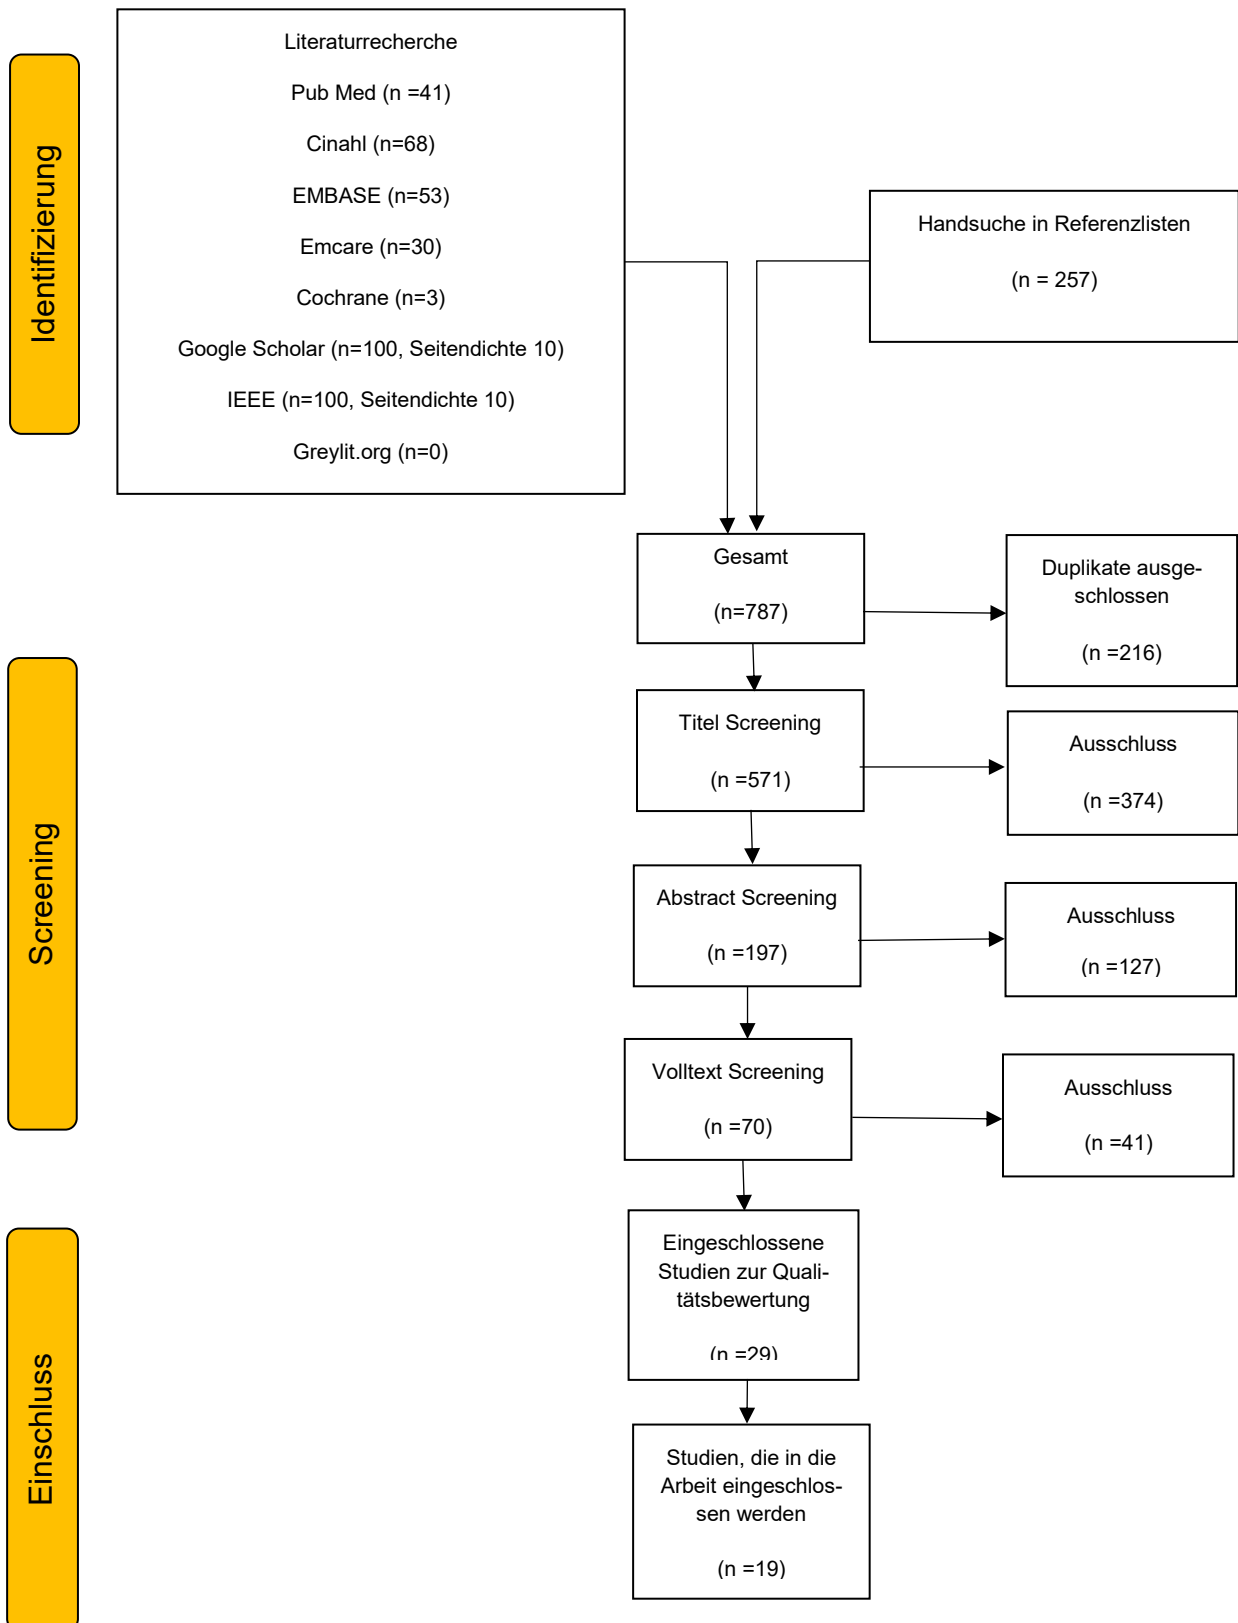 Identifizierung
Literaturrecherche
Pub Med (n =41)
Cinahl (n=68)
EMBASE (n=53)
Emcare (n=30)
Cochrane (n=3)
Google Scholar (n=100, Seitendichte 10)
IEEE (n=100, Seitendichte 10)
Greylit.org (n=0)
Handsuche in Referenzlisten
(n = 257)
Gesamt
(n=787)
Duplikate ausge-
schlossen
(n =216)
Screening
Titel Screening
(n =571)
Ausschluss
(n =374)
Abstract Screening
(n =197)
Ausschluss
(n =127)
Volltext Screening
(n =70)
Ausschluss
(n =41)
Einschluss
Eingeschlossene
Studien zur Quali-
tätsbewertung
(n =29)
Studien, die in die
Arbeit eingeschlos-
sen werden
(n =19)